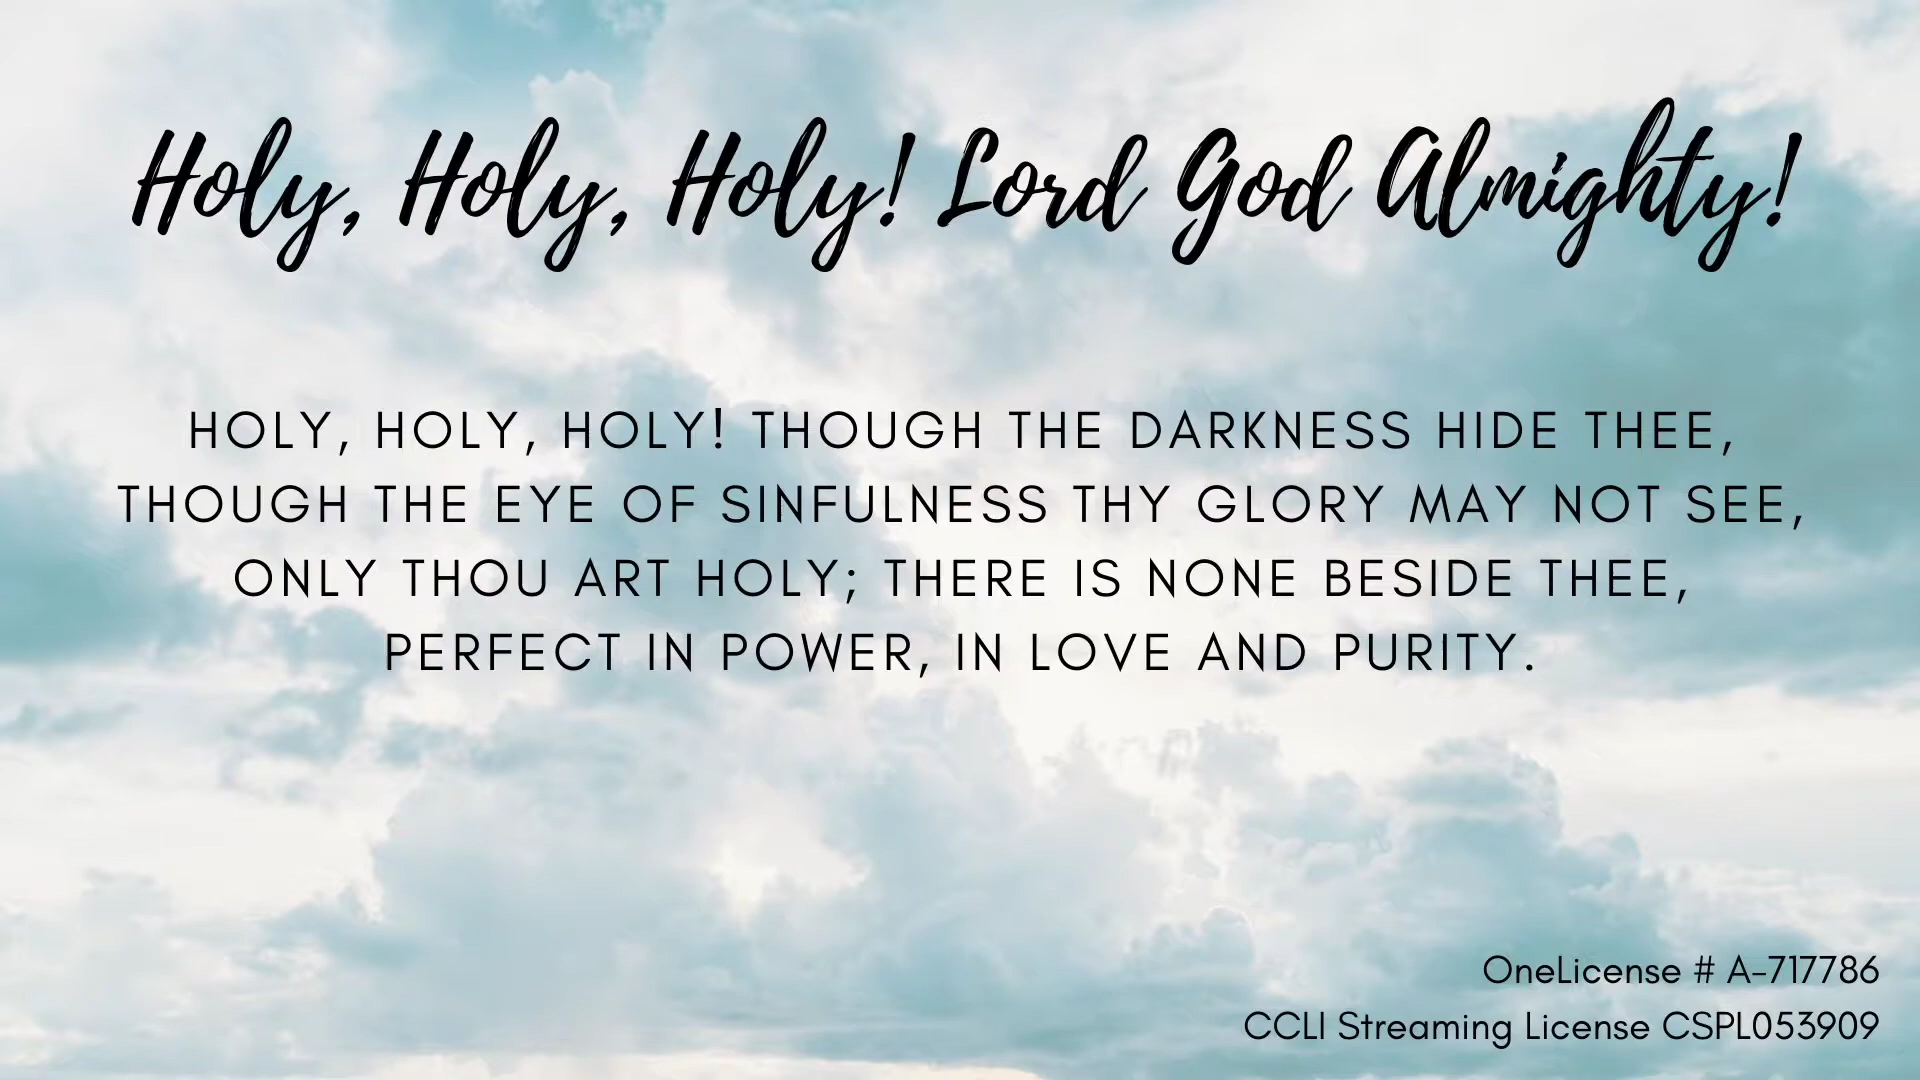 Holy, Holy, Holy! Lord God Almighty!
HOLY, HOLY, HOLY! THOUGH THE DARKNESS HIDE THEE,
THOUGH THE EYE OF SINFULNESS THY GLORY MAY NOT SEE,
ONLY THOU ART HOLY; THERE IS NONE BESIDE THEE,
PERFECT IN POWER, IN LOVE AND PURITY.
OneLicense # A-717786
CCLI Streaming License CSPL053909